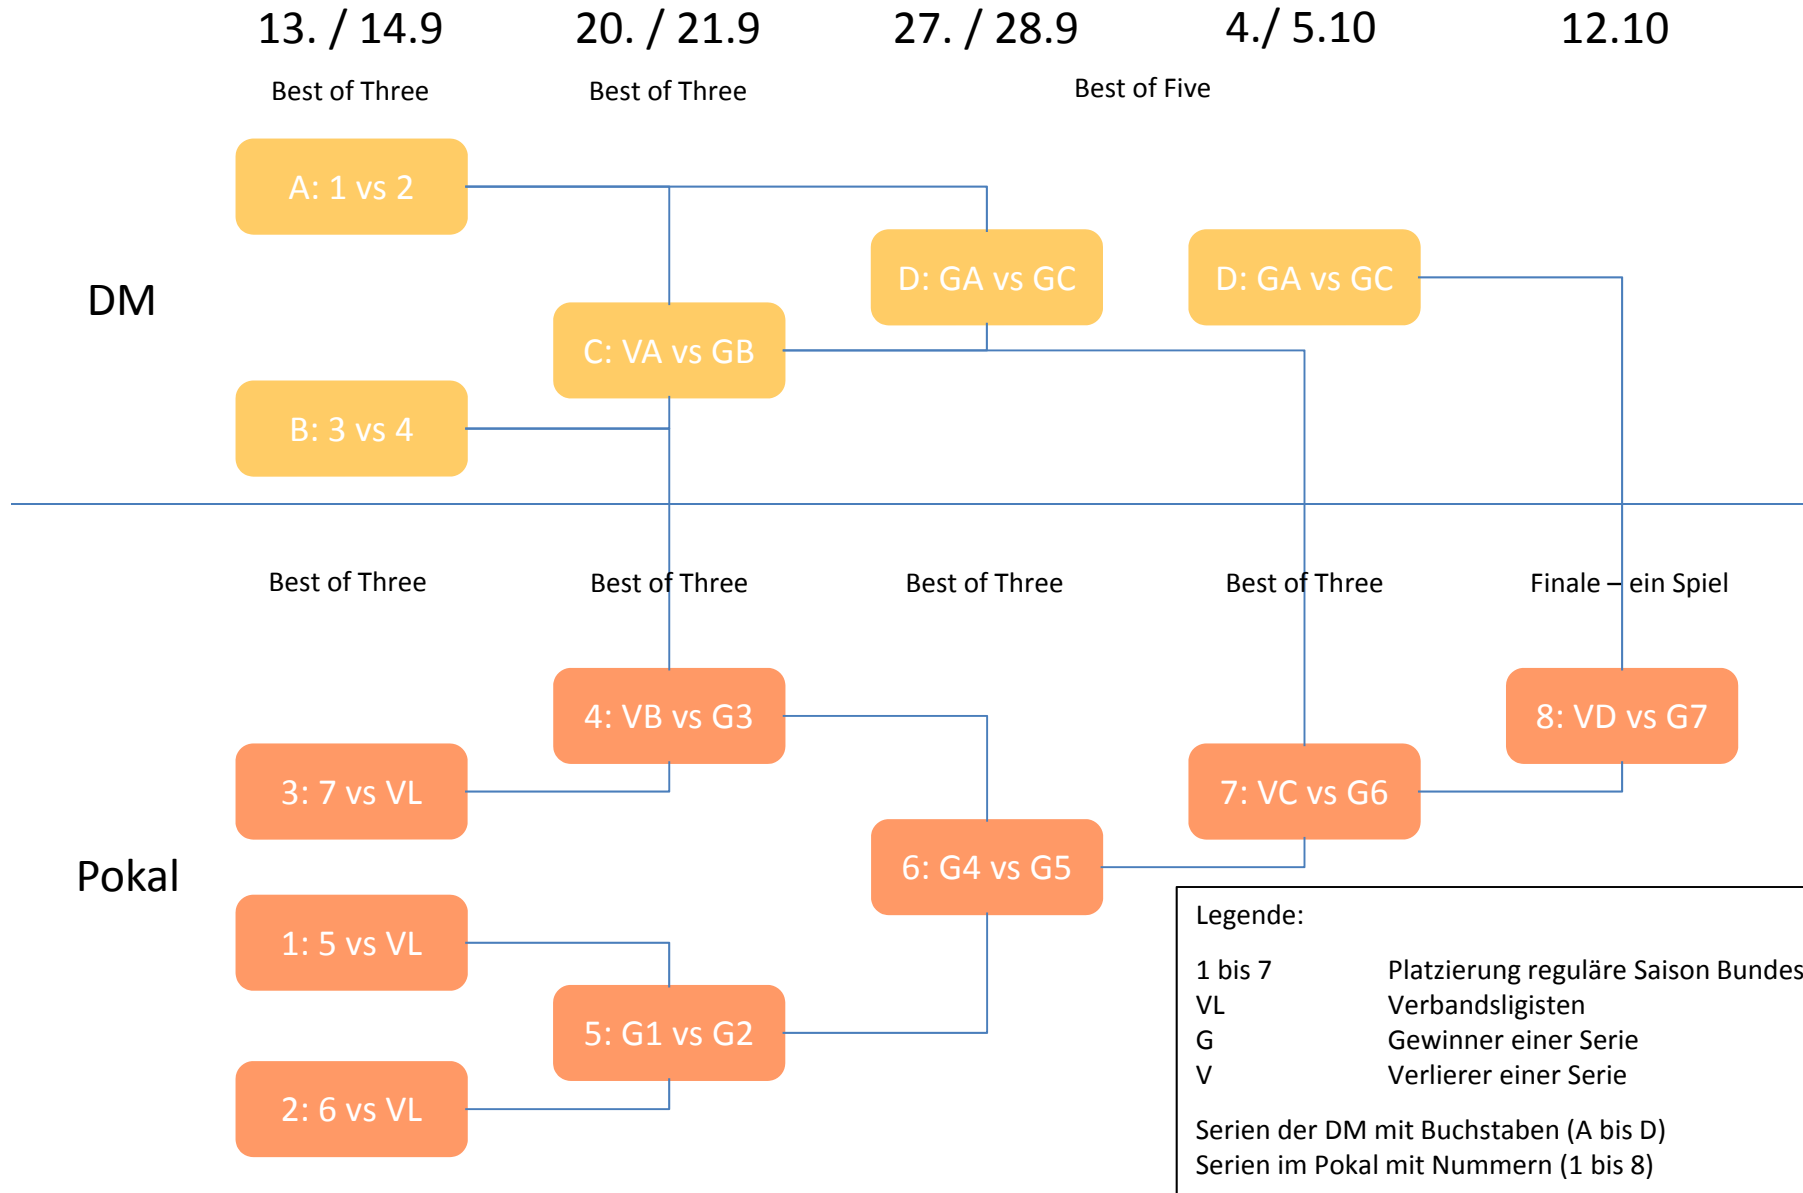 13. / 14.9
20. / 21.9
27. / 28.9
4./ 5.10
12.10
Best of Three
Best of Three
Best of Five
A: 1 vs 2
D: GA vs GC
D: GA vs GC
DM
C: VA vs GB
B: 3 vs 4
Best of Three
Best of Three
Best of Three
Best of Three
Finale – ein Spiel
4: VB vs G3
8: VD vs G7
3: 7 vs VL
7: VC vs G6
Pokal
6: G4 vs G5
1: 5 vs VL
5: G1 vs G2
2: 6 vs VL
Legende:
1 bis 7 Platzierung reguläre Saison Bundes
VL Verbandsligisten
G Gewinner einer Serie
V Verlierer einer Serie
Serien der DM mit Buchstaben (A bis D)
Serien im Pokal mit Nummern (1 bis 8)